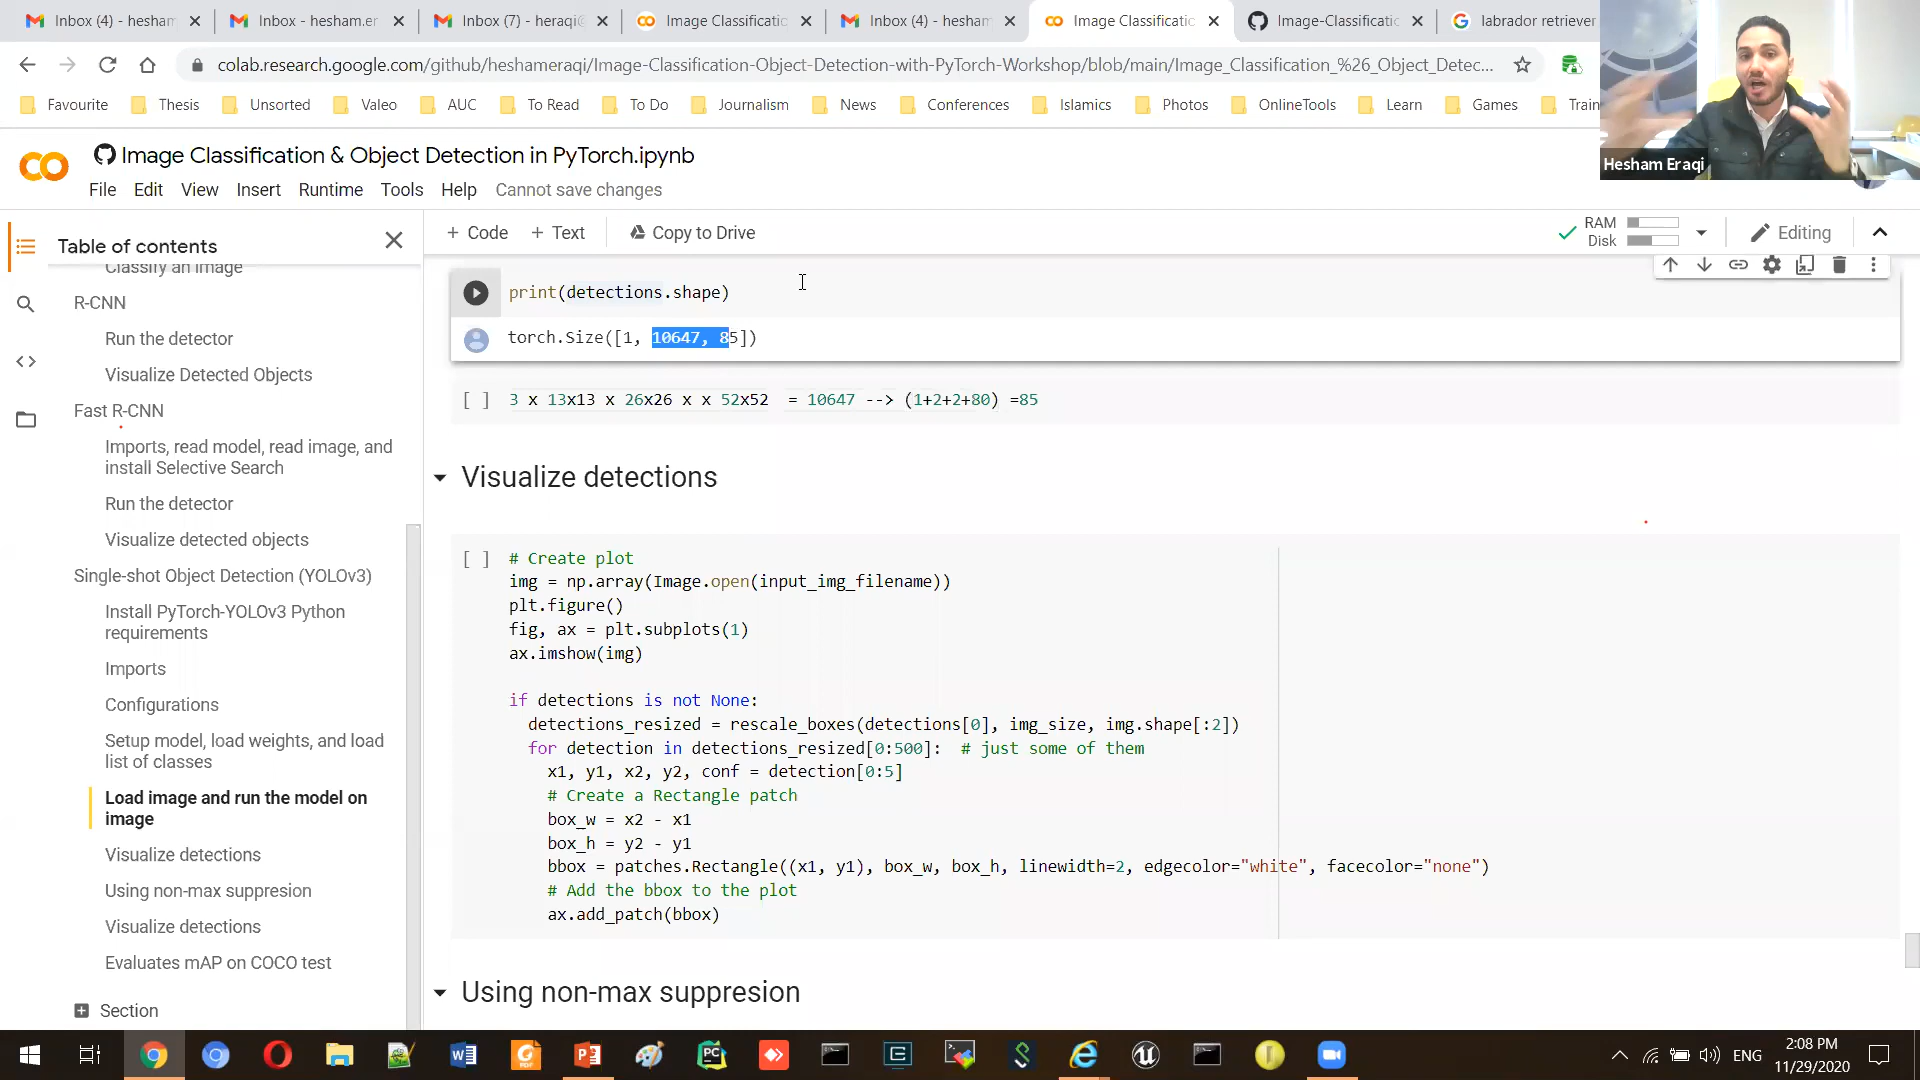 Inbox (4) - hesham
Inbox - hesham.er
Inbox (7) - heraqi@
Image Classificatic
Inbox (4) - hesham
Image Classificatic
Image-Classificatic
labrador retriever
colab.research.google.com/github/heshameraqi/Image-Classification-Object-Detection-with-PyTorch-Workshop/blob/main/Image_Classification_%26_Object_Detec...
Favourite
Thesis
Unsorted
Valeo
AUC
To Read
To Do
Journalism
News
Conferences
Islamics
Photos
OnlineTools
Learn
Games
Train
Hesham Eraqi
Image Classification & Object Detection in PyTorch.ipynb
File Edit View Insert Runtime Tools Help Cannot save changes
Table of contents
Classify an image
R-CNN
Run the detector
Visualize Detected Objects
Fast R-CNN
Imports, read model, read image, and
install Selective Search
Run the detector
Visualize detected objects
Single-shot Object Detection (YOLOv3)
Install PyTorch-YOLOv3 Python
requirements
Imports
Configurations
Setup model, load weights, and load
list of classes
Load image and run the model on
image
Visualize detections
Using non-max suppresion
Visualize detections
Evaluates mAP on COCO test
Section
+ Code + Text Copy to Drive
RAM
Disk
Editing
print(detections.shape)
torch.Size([1, 10647, 85])
[ ] 3 x 13x13 x 26x26 x x 52x52  = 10647 --> (1+2+2+80) =85
Visualize detections
[ ] # Create plot
img = np.array(Image.open(input_img_filename))
plt.figure()
fig, ax = plt.subplots(1)
ax.imshow(img)
if detections is not None:
detections_resized = rescale_boxes(detections[0], img_size, img.shape[:2])
for detection in detections_resized[0:500]:  # just some of them
x1, y1, x2, y2, conf = detection[0:5]
# Create a Rectangle patch
box_w = x2 - x1
box_h = y2 - y1
bbox = patches.Rectangle((x1, y1), box_w, box_h, linewidth=2, edgecolor="white", facecolor="none")
# Add the bbox to the plot
ax.add_patch(bbox)
Using non-max suppresion
ENG
2:08 PM
11/29/2020